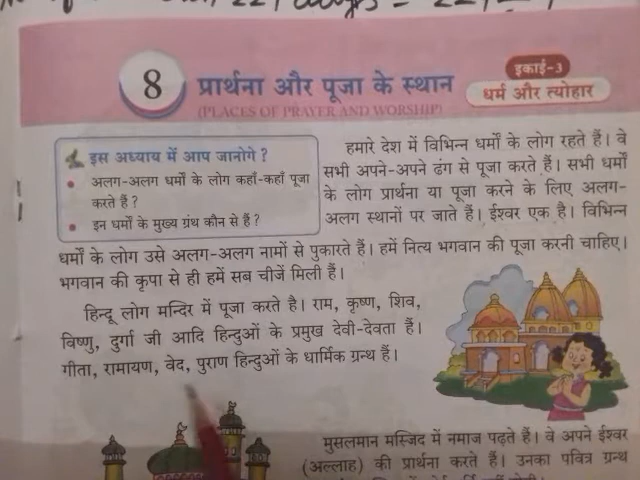 8
प्रार्थना और पूजा के स्थान
(PLACES OF PRAYER AND WORSHIP)
इकाई-3
धर्म और त्योहार
इस अध्याय में आप जानोगे ?
• अलग-अलग धर्मों के लोग कहाँ-कहाँ पूजा
करते हैं ?
• इन धर्मों के मुख्य ग्रंथ कौन से हैं ?
हमारे देश में विभिन्न धर्मों के लोग रहते हैं। वे
सभी अपने-अपने ढंग से पूजा करते हैं। सभी धर्मों
के लोग प्रार्थना या पूजा करने के लिए अलग-
अलग स्थानों पर जाते हैं। ईश्वर एक है। विभिन्न
धर्मों के लोग उसे अलग-अलग नामों से पुकारते हैं। हमें नित्य भगवान की पूजा करनी चाहिए।
भगवान की कृपा से ही हमें सब चीजें मिली हैं।
हिन्दू लोग मन्दिर में पूजा करते है। राम, कृष्ण, शिव,
विष्णु, दुर्गा जी आदि हिन्दुओं के प्रमुख देवी-देवता हैं।
गीता, रामायण, वेद, पुराण हिन्दुओं के धार्मिक ग्रन्थ हैं।
मुसलमान मस्जिद में नमाज पढ़ते हैं। वे अपने ईश्वर
(अल्लाह) की प्रार्थना करते हैं। उनका पवित्र ग्रन्थ